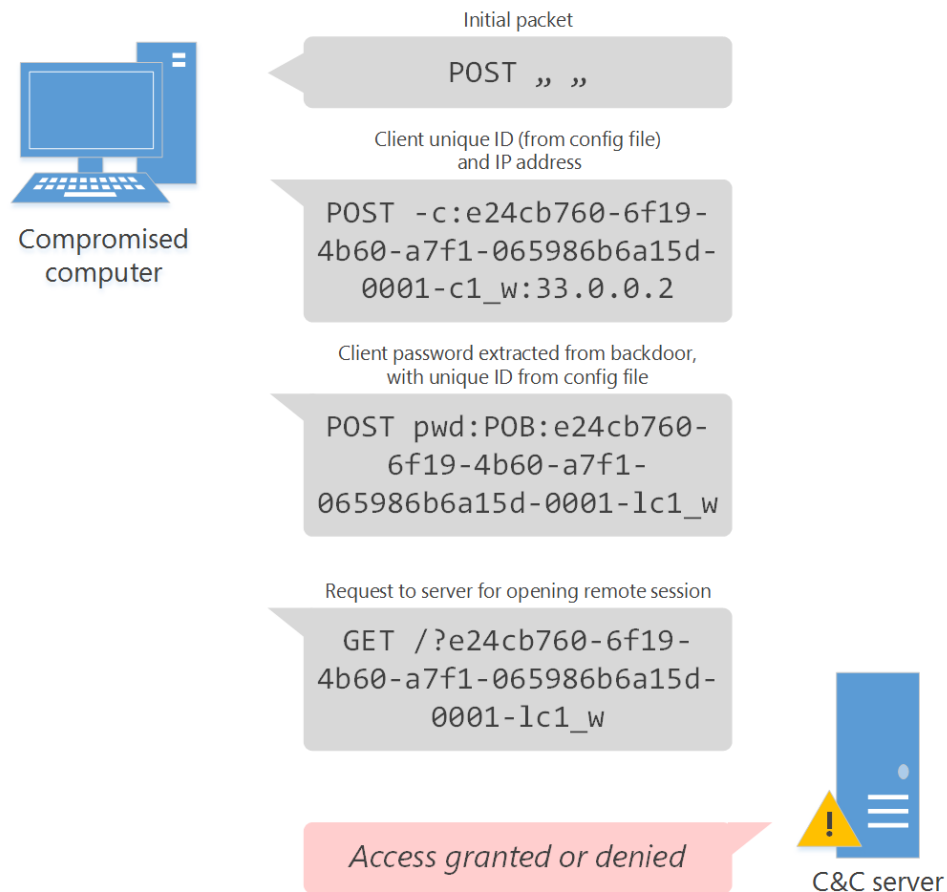 Initial packet
POST „ „
Compromised
computer
Client unique ID (from config file)
and IP address
POST -c:e24cb760-6f19-
4b60-a7f1-065986b6a15d-
0001-c1_w:33.0.0.2
Client password extracted from backdoor,
with unique ID from config file
POST pwd:POB:e24cb760-
6f19-4b60-a7f1-
065986b6a15d-0001-lc1_w
Request to server for opening remote session
GET /?e24cb760-6f19-
4b60-a7f1-065986b6a15d-
0001-lc1_w
!
Access granted or denied
C&C server